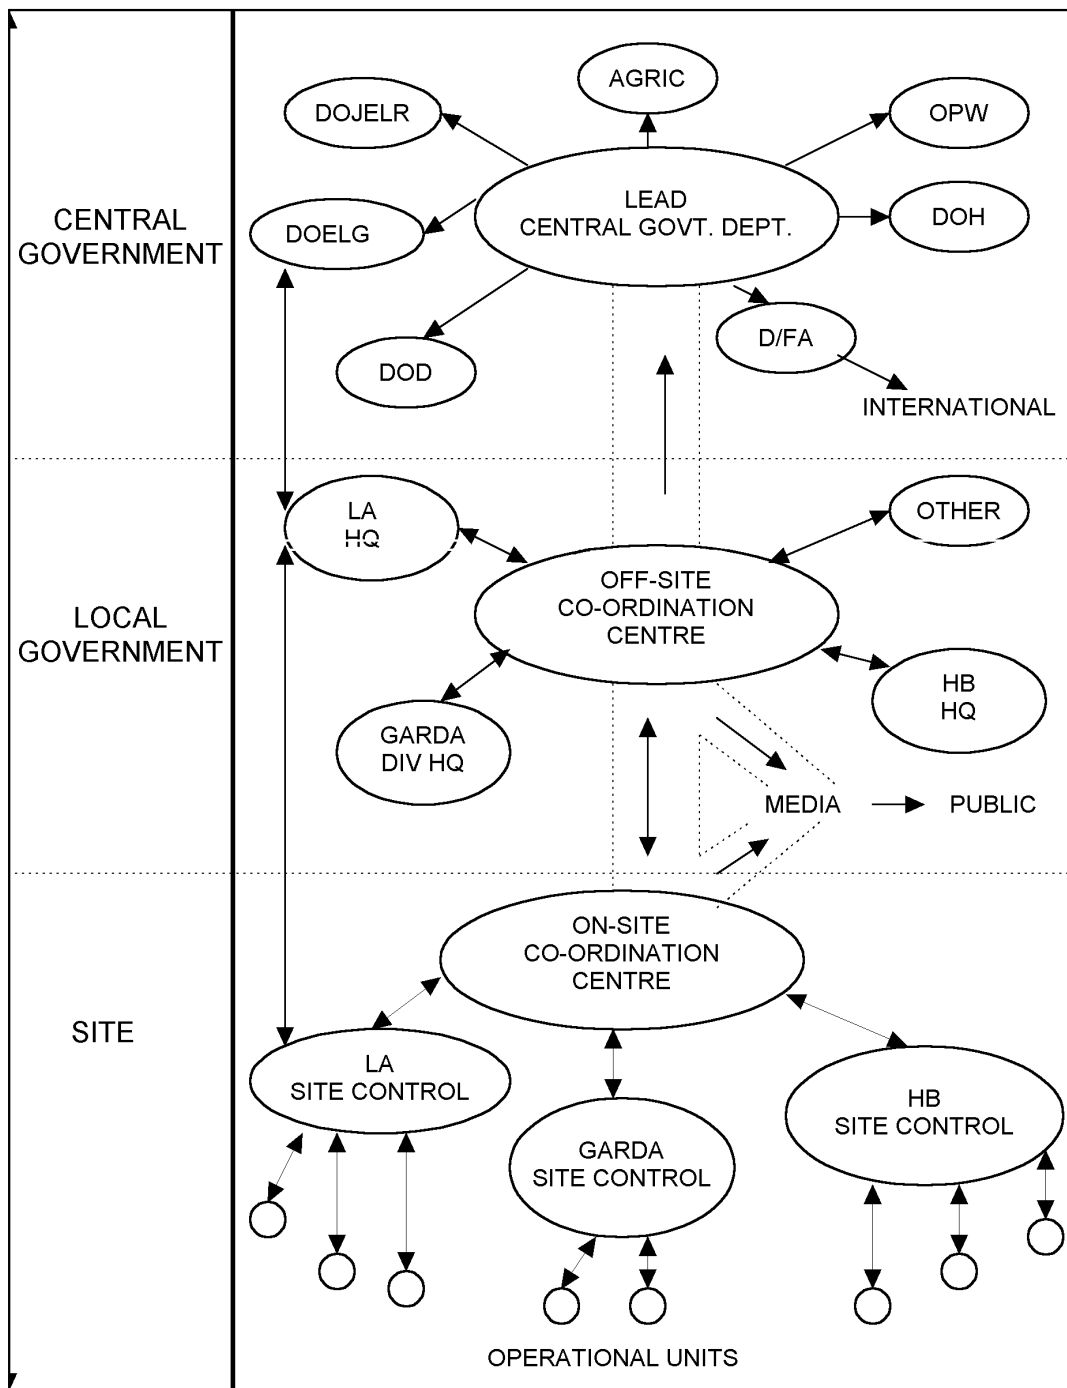 AGRIC
DOJELR
OPW
LEAD
CENTRAL GOVT. DEPT.
CENTRAL
GOVERNMENT
DOELG
DOH
D/FA
DOD
INTERNATIONAL
LA
HQ
OTHER
OFF-SITE
CO-ORDINATION
CENTRE
LOCAL
GOVERNMENT
HB
HQ
GARDA
DIV HQ
MEDIA
PUBLIC
ON-SITE
CO-ORDINATION
CENTRE
SITE
LA
SITE CONTROL
HB
SITE CONTROL
GARDA
SITE CONTROL
OPERATIONAL UNITS